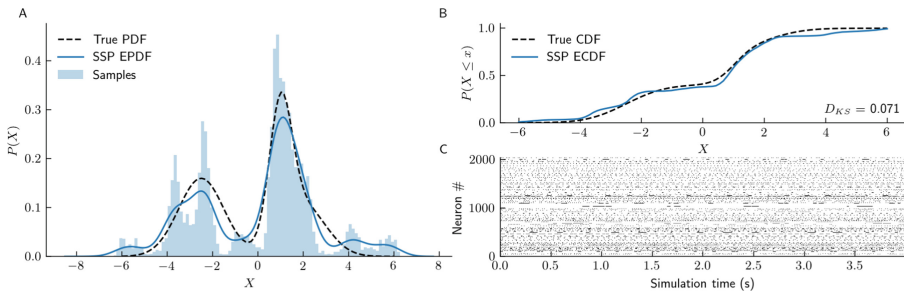 A
True PDF
SSP EPDF
Samples
P(X)
0.4
0.3
0.2
0.1
0.0
−8 −6 −4 −2 0 2 4 6 8
X
B
True CDF
SSP ECDF
P(X ≤ x)
1.0
0.5
0.0
D_KS = 0.071
−6 −4 −2 0 2 4 6
X
C
Neuron #
2000
1000
0
0.0 0.5 1.0 1.5 2.0 2.5 3.0 3.5
Simulation time (s)